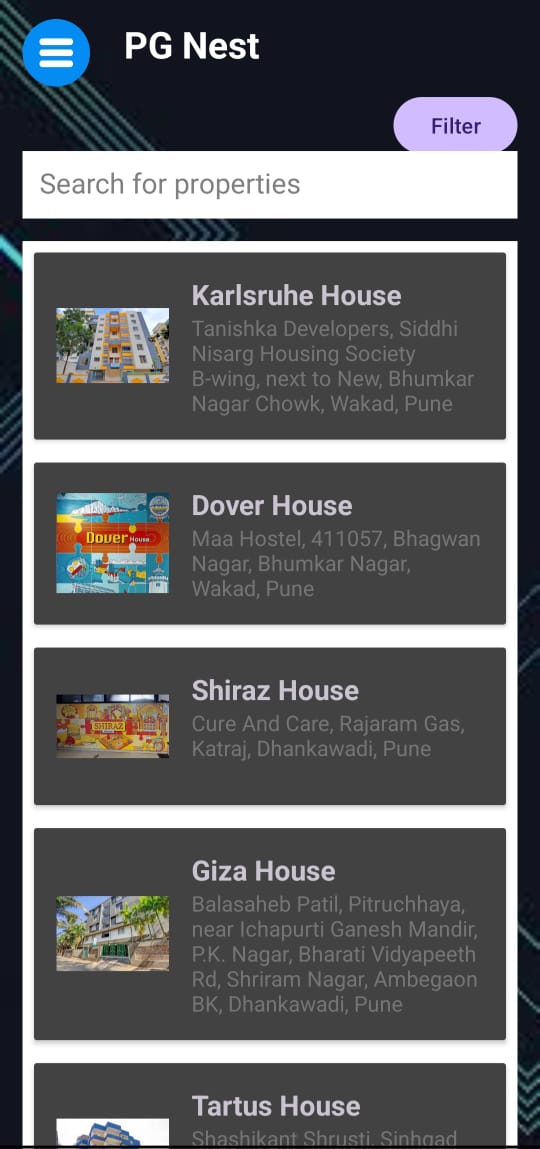 PG Nest
Filter
Search for properties
Karlsruhe House
Tanishka Developers, Siddhi
Nisarg Housing Society
B-wing, next to New, Bhumkar
Nagar Chowk, Wakad, Pune
Dover House
Dover House
Maa Hostel, 411057, Bhagwan
Nagar, Bhumkar Nagar,
Wakad, Pune
SHIRAZ
Shiraz House
Cure And Care, Rajaram Gas,
Katraj, Dhankawadi, Pune
Giza House
Balasaheb Patil, Pitruchhaya,
near Ichapurti Ganesh Mandir,
P.K. Nagar, Bharati Vidyapeeth
Rd, Shriram Nagar, Ambegaon
BK, Dhankawadi, Pune
Tartus House
Shashikant Shrusti, Sinhgad